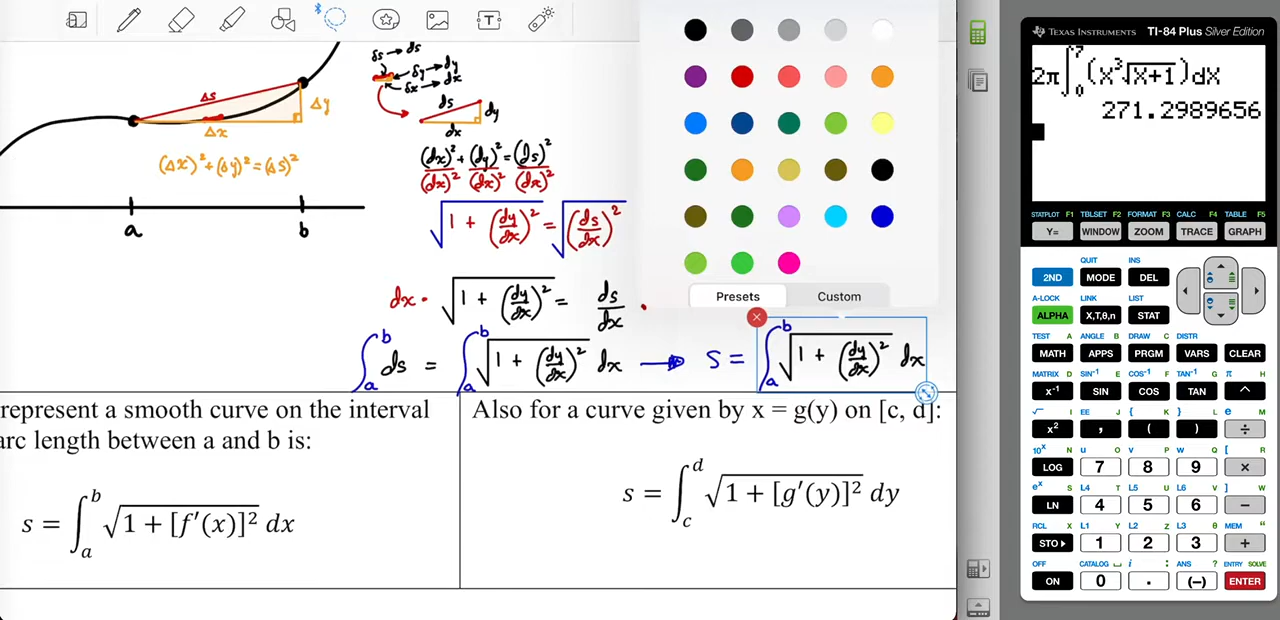 δs → ds
δy → dy
δx → dx
Δs
Δy
Δx
ds
dy
dx
(Δx)² + (Δy)² = (Δs)²
(dx)²/(dx)² + (dy)²/(dx)² = (ds)²/(dx)²
a
b
√(1 + (dy/dx)²) = √((ds/dx)²)
dx · √(1 + (dy/dx)²) = ds/dx ·
∫ₐᵇ ds = ∫ₐᵇ √(1 + (dy/dx)²) dx → s = ∫ₐᵇ √(1 + (dy/dx)²) dx
Presets
Custom
represent a smooth curve on the interval
arc length between a and b is:
s = ∫ₐᵇ √(1 + [f′(x)]²) dx
Also for a curve given by x = g(y) on [c, d]:
s = ∫_c^d √(1 + [g′(y)]²) dy
TEXAS INSTRUMENTS TI-84 Plus Silver Edition
2π∫₀⁷(X³√X+1)dX
271.2989656
STATPLOT F1 TBLSET F2 FORMAT F3 CALC F4 TABLE F5
Y= WINDOW ZOOM TRACE GRAPH
QUIT INS
2ND MODE DEL
A-LOCK LINK LIST
ALPHA X,T,θ,n STAT
TEST A ANGLE B DRAW C DISTR
MATH APPS PRGM VARS CLEAR
MATRIX D SIN⁻¹ E COS⁻¹ F TAN⁻¹ G π H
x⁻¹ SIN COS TAN ^
√ I EE J { K } L e M
x² , ( ) ÷
10ˣ N u O v P w Q [ R
LOG 7 8 9 ×
eˣ S L4 T L5 U L6 V ] W
LN 4 5 6 −
RCL X L1 Y L2 Z L3 θ MEM "
STO▸ 1 2 3 +
OFF CATALOG ⎵ i : ANS ? ENTRY SOLVE
ON 0 . (−) ENTER